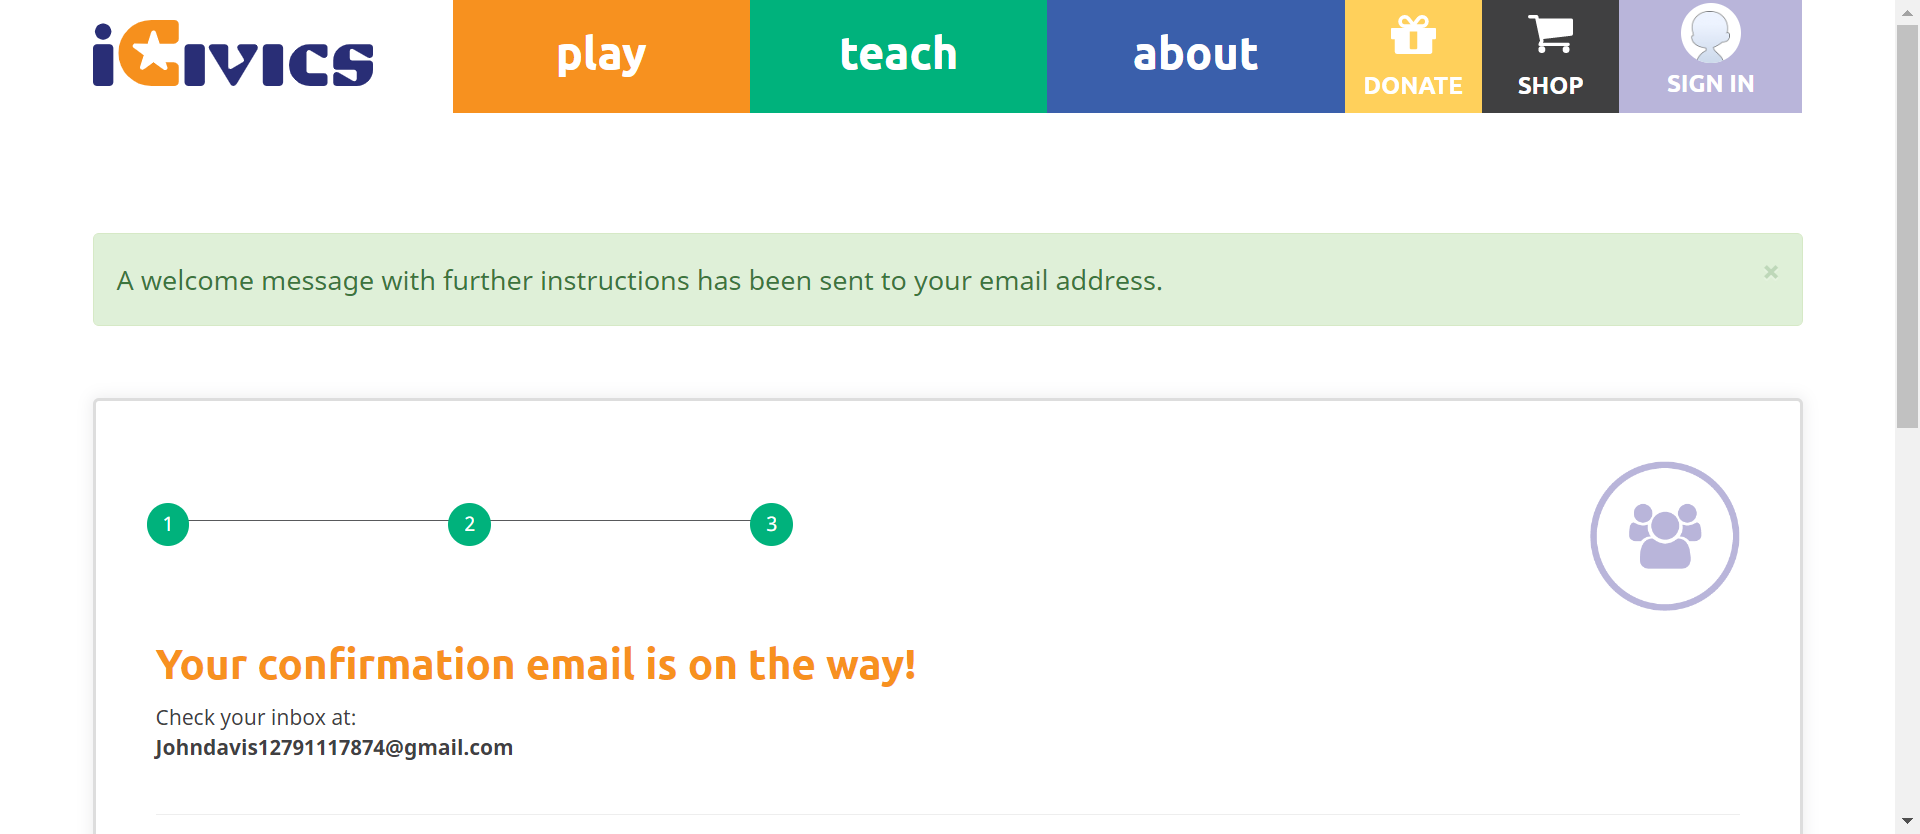 iCivics
play
teach
about
DONATE
SHOP
SIGN IN
A welcome message with further instructions has been sent to your email address.
×
1
2
3
Your confirmation email is on the way!
Check your inbox at:
Johndavis12791117874@gmail.com